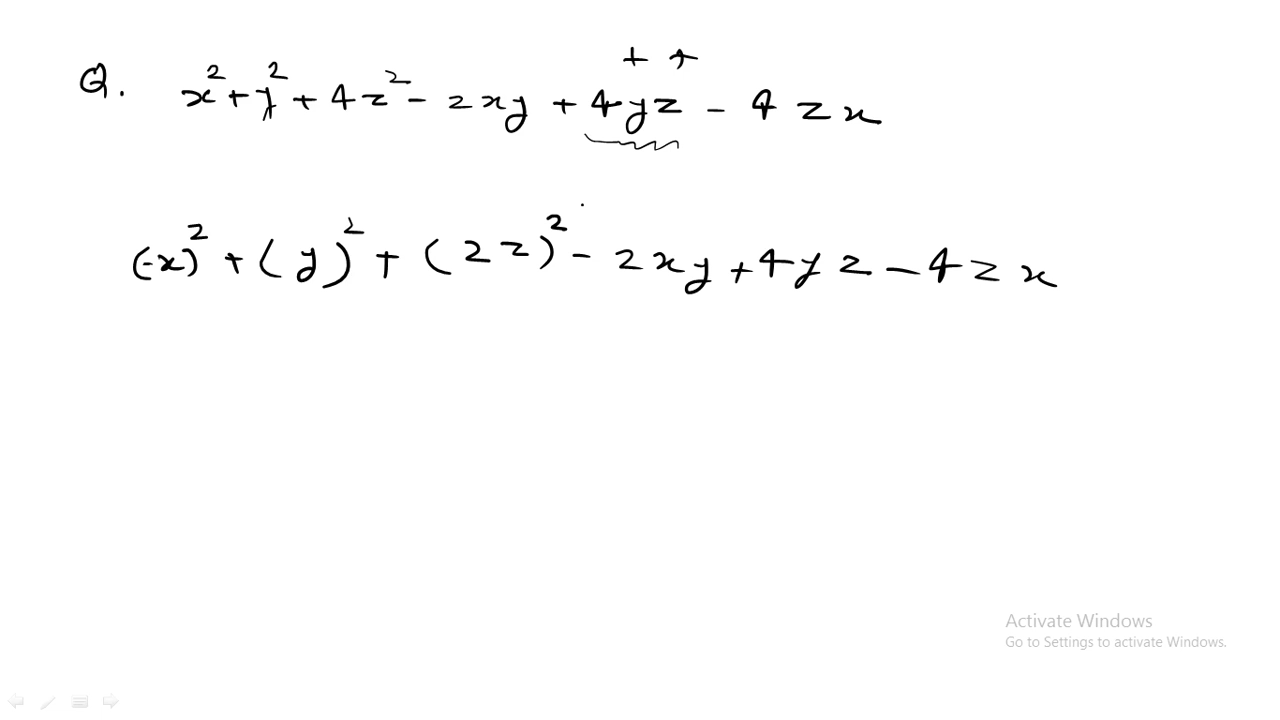 + +
Q. x² + y² + 4z² - 2xy + 4yz - 4zx
(-x)² + (y)² + (2z)² - 2xy + 4yz - 4zx
Activate Windows
Go to Settings to activate Windows.